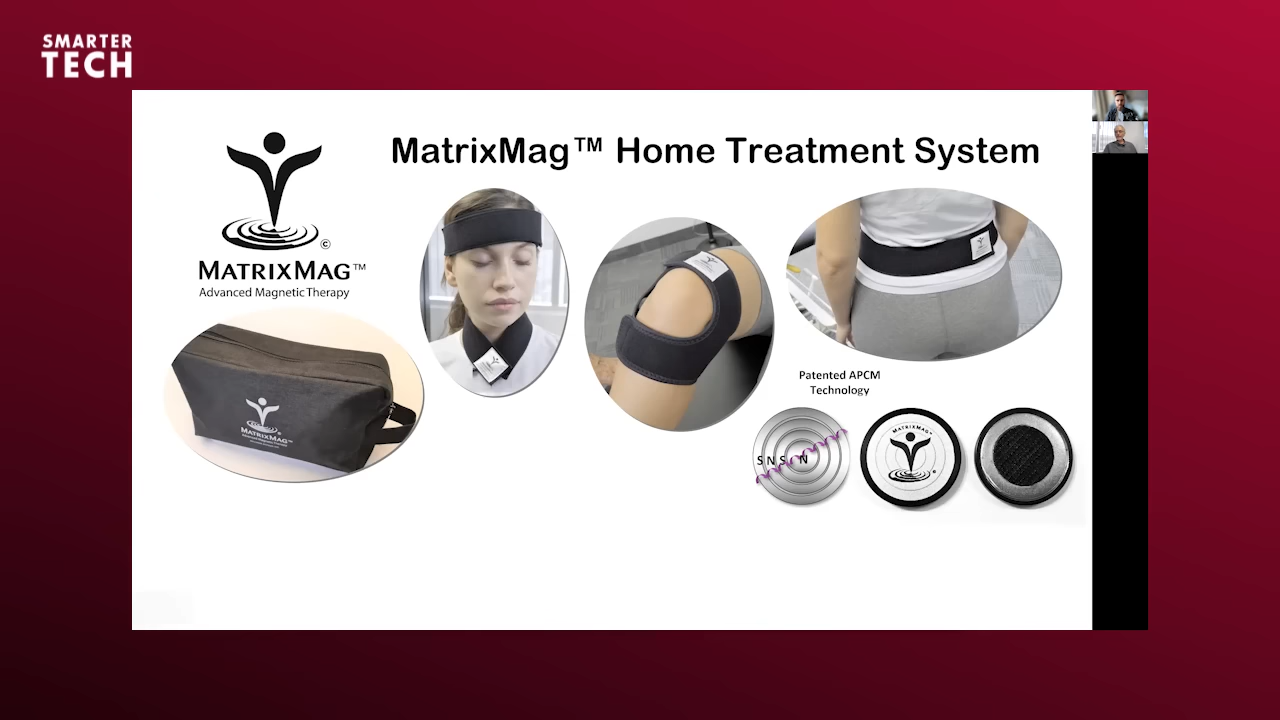 SMARTER
TECH
MatrixMag™ Home Treatment System
©
MATRIXMAG™
Advanced Magnetic Therapy
MATRIXMAG™
Patented APCM
Technology
S N S N
MATRIXMAG™